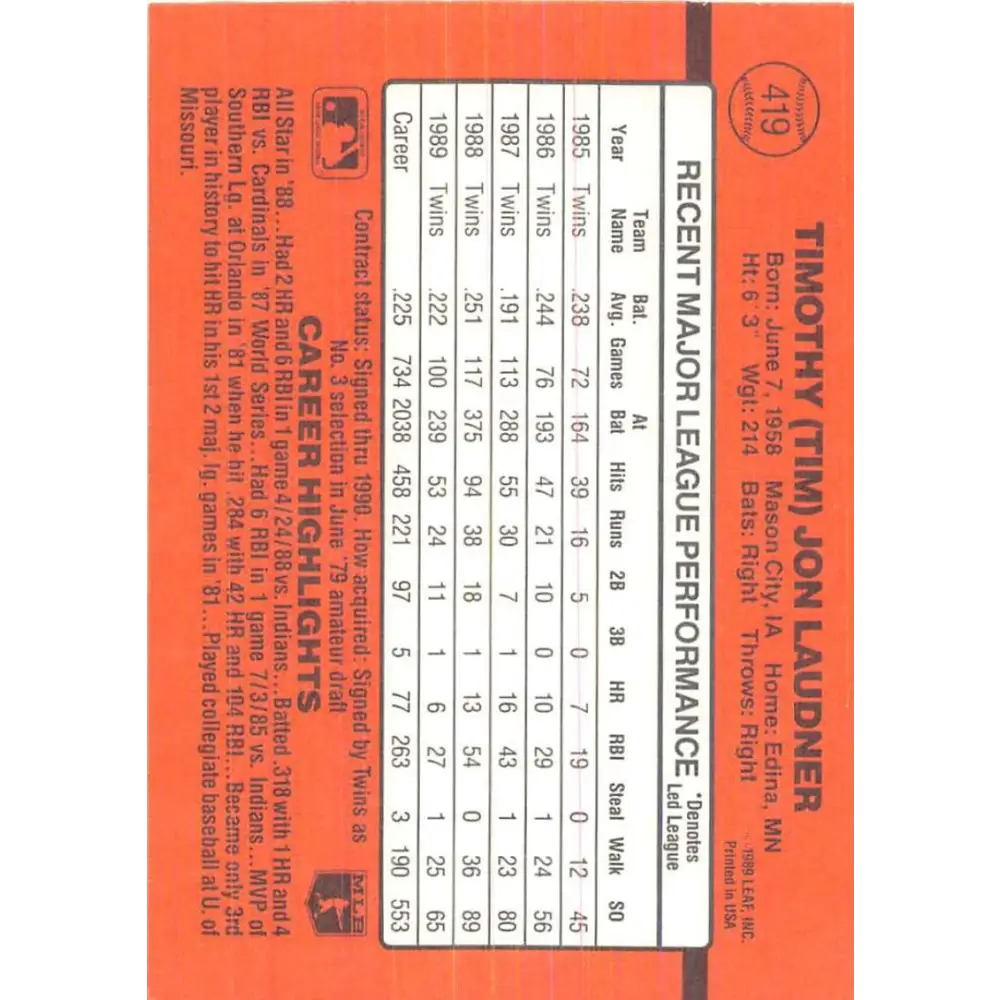 419
TIMOTHY (TIM) JON LAUDNER
Born: June 7, 1958 Mason City, IA Home: Edina, MN
Ht: 6' 3" Wgt: 214 Bats: Right Throws: Right
©1989 LEAF, INC.
Printed in USA
RECENT MAJOR LEAGUE PERFORMANCE
*Denotes
Led League
Year Team Name Bat. Avg. Games At Bat Hits Runs 2B 3B HR RBI Steal Walk SO
1985 Twins .238 72 164 39 16 5 0 7 19 0 12 45
1986 Twins .244 76 193 47 21 10 0 10 29 1 24 56
1987 Twins .191 113 288 55 30 7 1 16 43 1 23 80
1988 Twins .251 117 375 94 38 18 1 13 54 0 36 89
1989 Twins .222 100 239 53 24 11 1 6 27 1 25 65
Career .225 734 2038 458 221 97 5 77 263 3 190 553
Contract status: Signed thru 1990. How acquired: Signed by Twins as
No. 3 selection in June '79 amateur draft
MLB
CAREER HIGHLIGHTS
All Star in '88...Had 2 HR and 6 RBI in 1 game 4/24/88 vs. Indians...Batted .318 with 1 HR and 4
RBI vs. Cardinals in '87 World Series...Had 6 RBI in 1 game 7/3/85 vs. Indians...MVP of
Southern Lg. at Orlando in '81 when he hit .284 with 42 HR and 104 RBI...Became only 3rd
player in history to hit HR in his 1st 2 maj. lg. games in '81...Played collegiate baseball at U. of
Missouri.